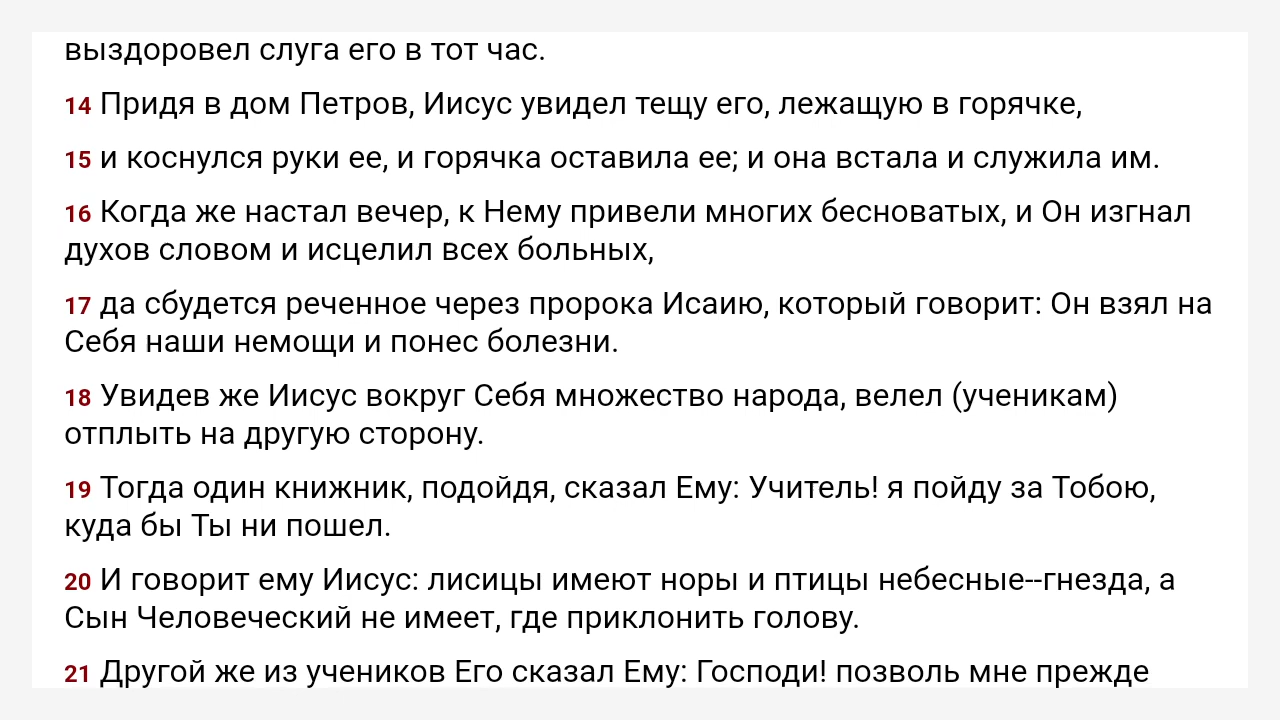 выздоровел слуга его в тот час.
14 Придя в дом Петров, Иисус увидел тещу его, лежащую в горячке,
15 и коснулся руки ее, и горячка оставила ее; и она встала и служила им.
16 Когда же настал вечер, к Нему привели многих бесноватых, и Он изгнал
духов словом и исцелил всех больных,
17 да сбудется реченное через пророка Исаию, который говорит: Он взял на
Себя наши немощи и понес болезни.
18 Увидев же Иисус вокруг Себя множество народа, велел (ученикам)
отплыть на другую сторону.
19 Тогда один книжник, подойдя, сказал Ему: Учитель! я пойду за Тобою,
куда бы Ты ни пошел.
20 И говорит ему Иисус: лисицы имеют норы и птицы небесные--гнезда, а
Сын Человеческий не имеет, где приклонить голову.
21 Другой же из учеников Его сказал Ему: Господи! позволь мне прежде